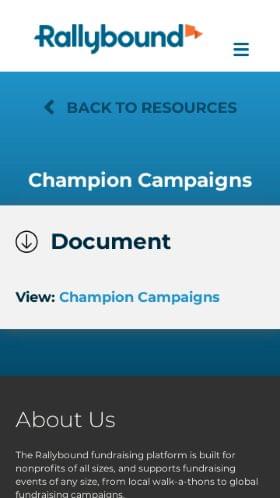 Rallybound
BACK TO RESOURCES
Champion Campaigns
Document
View: Champion Campaigns
About Us
The Rallybound fundraising platform is built for
nonprofits of all sizes, and supports fundraising
events of any size, from local walk-a-thons to global
fundraising campaigns.